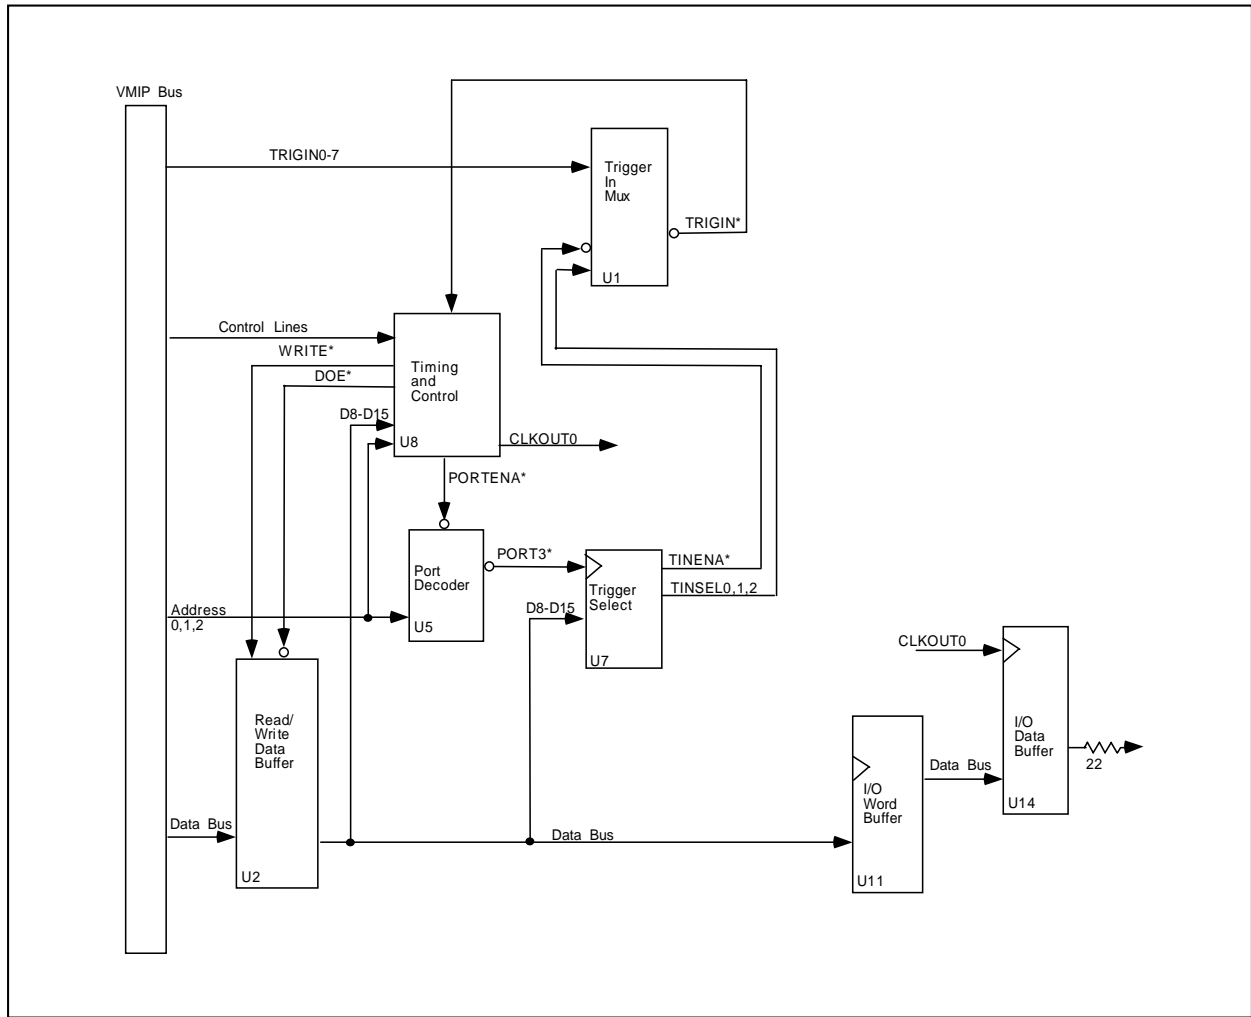 VMIP Bus
TRIGIN0-7
Trigger
In
Mux
TRIGIN*
U1
Control Lines
WRITE*
DOE*
Timing
and
Control
D8-D15
U8
CLKOUT0
PORTENA*
Port
Decoder
PORT3*
U5
Address
0,1,2
TINENA*
TINSEL0,1,2
Trigger
Select
D8-D15
U7
CLKOUT0
Read/
Write
Data
Buffer
I/O
Data
Buffer
22
U14
Data Bus
I/O
Word
Buffer
Data Bus
Data Bus
U2
U11